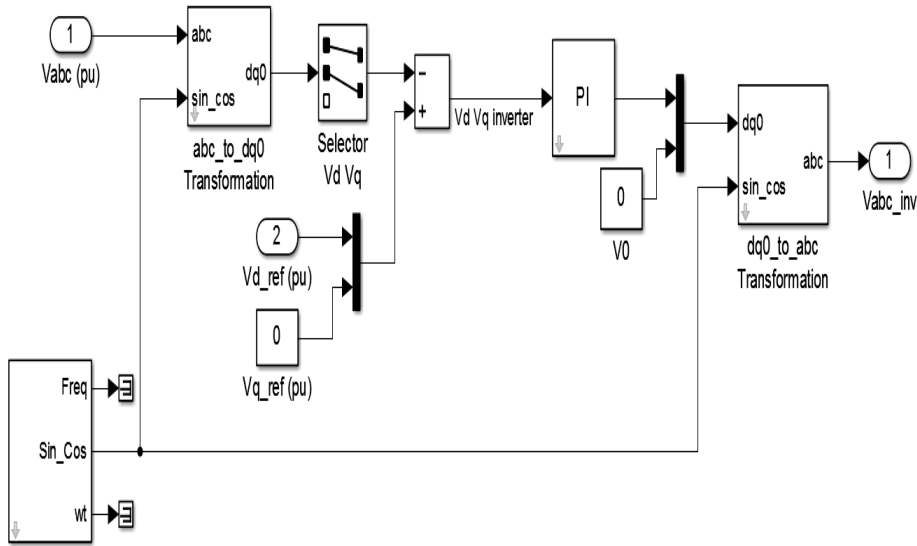 1
Vabc (pu)
abc
sin_cos
dq0
abc_to_dq0
Transformation
Selector
Vd Vq
−
+
Vd Vq inverter
PI
0
V0
dq0
sin_cos
abc
dq0_to_abc
Transformation
1
Vabc_inv
2
Vd_ref (pu)
0
Vq_ref (pu)
Freq
Sin_Cos
wt